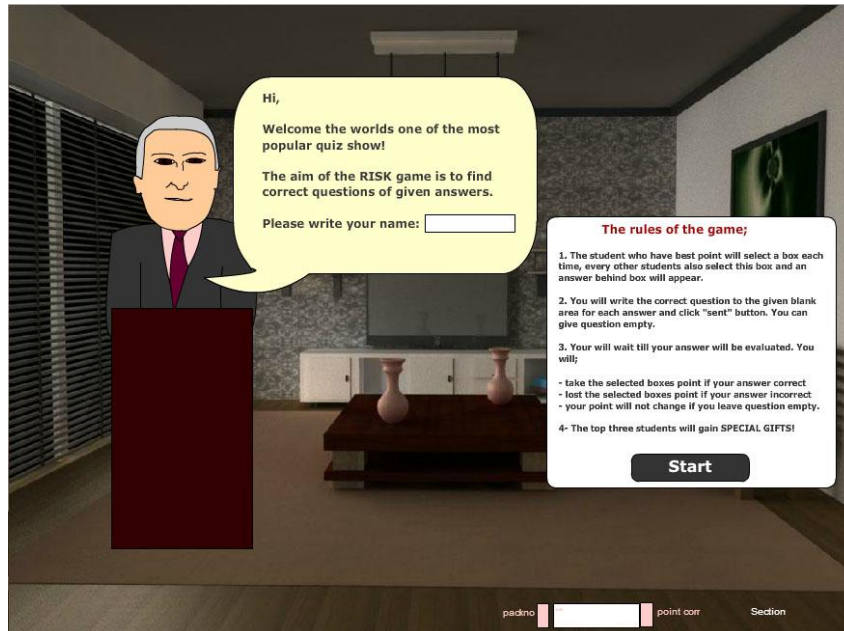 Hi,
Welcome the worlds one of the most
popular quiz show!
The aim of the RISK game is to find
correct questions of given answers.
Please write your name:
The rules of the game;
1. The student who have best point will select a box each
time, every other students also select this box and an
answer behind box will appear.
2. You will write the correct question to the given blank
area for each answer and click "sent" button. You can
give question empty.
3. Your will wait till your answer will be evaluated. You
will;
- take the selected boxes point if your answer correct
- lost the selected boxes point if your answer incorrect
- your point will not change if you leave question empty.
4- The top three students will gain SPECIAL GIFTS!
Start
packno
point corr
Section